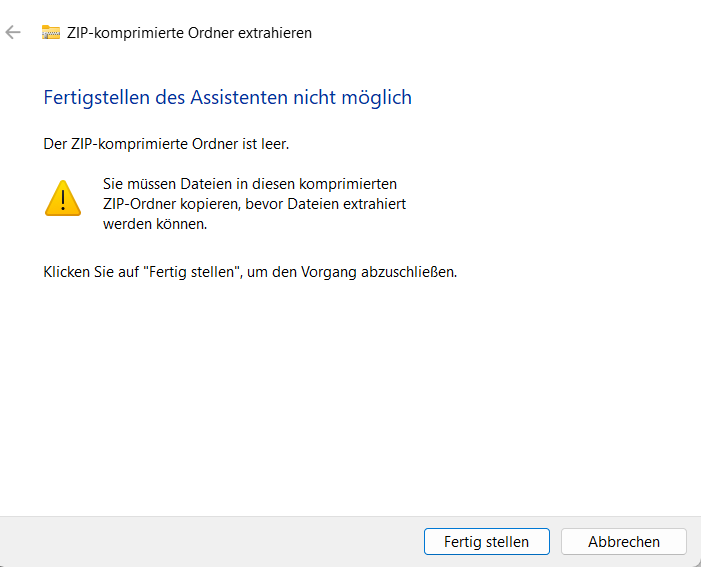 ZIP-komprimierte Ordner extrahieren
Fertigstellen des Assistenten nicht möglich
Der ZIP-komprimierte Ordner ist leer.
Sie müssen Dateien in diesen komprimierten
ZIP-Ordner kopieren, bevor Dateien extrahiert
werden können.
Klicken Sie auf "Fertig stellen", um den Vorgang abzuschließen.
Fertig stellen
Abbrechen